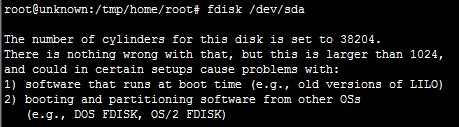 root@unknown:/tmp/home/root# fdisk /dev/sda
The number of cylinders for this disk is set to 38204.
There is nothing wrong with that, but this is larger than 1024,
and could in certain setups cause problems with:
1) software that runs at boot time (e.g., old versions of LILO)
2) booting and partitioning software from other OSs
(e.g., DOS FDISK, OS/2 FDISK)